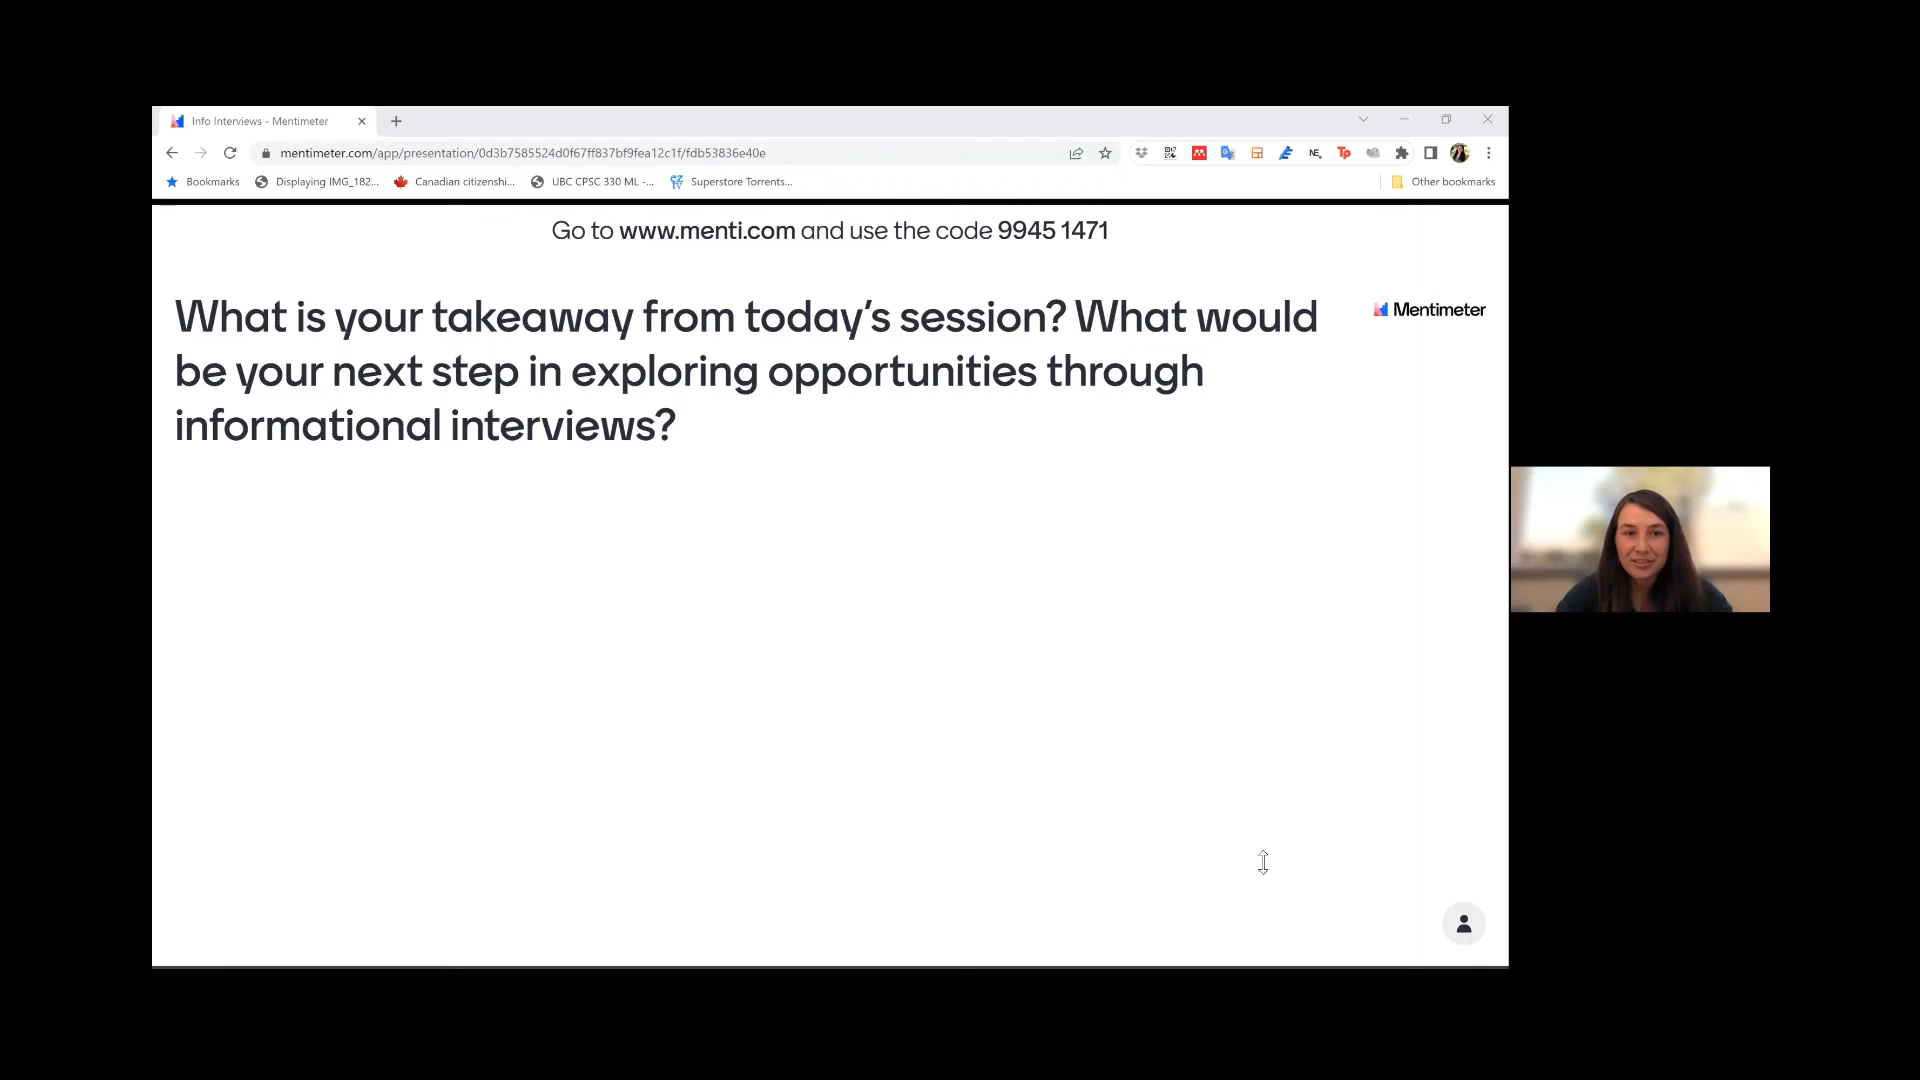 Info Interviews - Mentimeter
mentimeter.com/app/presentation/0d3b7585524d0f67ff837bf9fea12c1f/fdb53836e40e
NE
Tp
Bookmarks
Displaying IMG_182...
Canadian citizenshi...
UBC CPSC 330 ML -...
Superstore Torrents...
Other bookmarks
Go to www.menti.com and use the code 9945 1471
What is your takeaway from today's session? What would
be your next step in exploring opportunities through
informational interviews?
Mentimeter